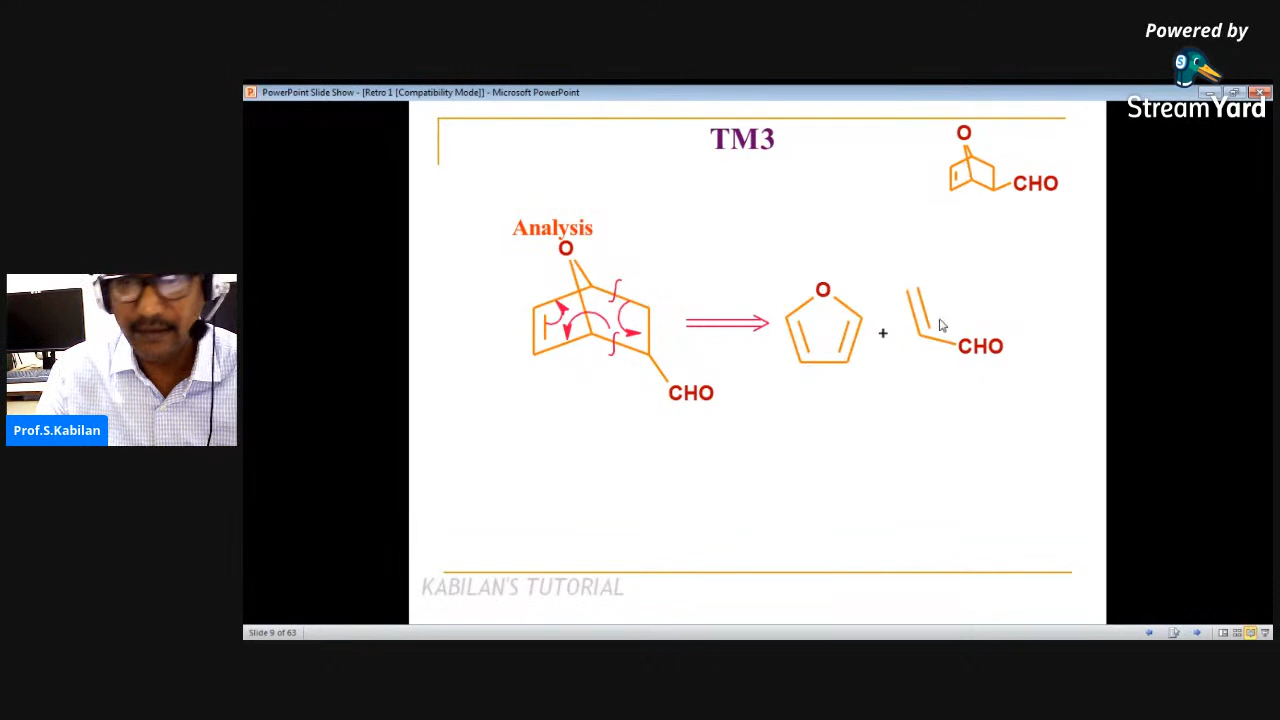 Powered by
StreamYard
PowerPoint Slide Show - [Retro 1 [Compatibility Mode]] - Microsoft PowerPoint
TM3
O
CHO
Analysis
O
CHO
O
+
CHO
Prof.S.Kabilan
KABILAN'S TUTORIAL
Slide 9 of 63